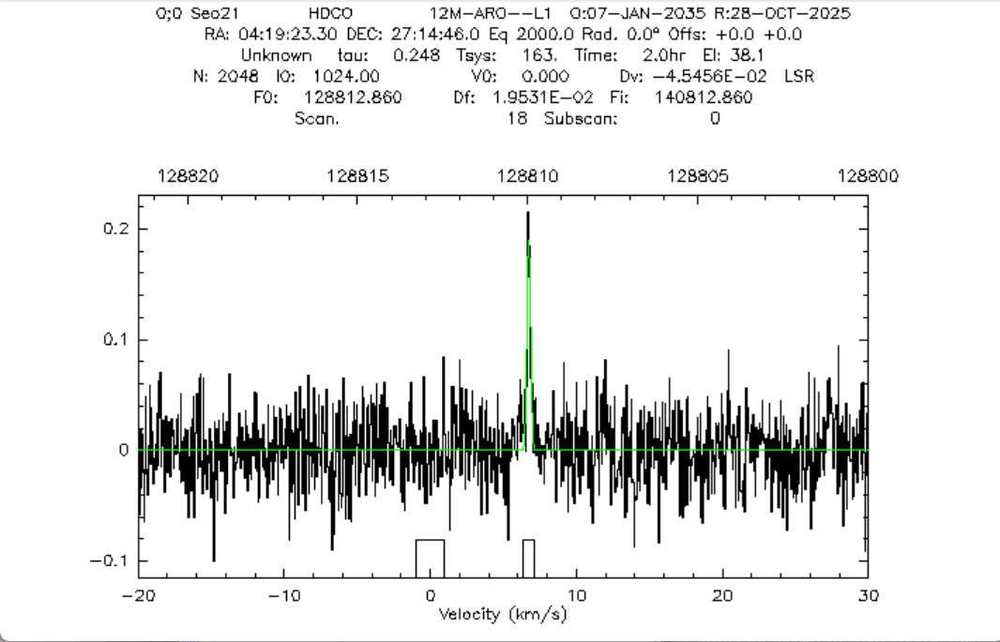 0;0 Seo21 HDCO 12M-ARO--L1 O:07-JAN-2035 R:28-OCT-2025
RA: 04:19:23.30 DEC: 27:14:46.0 Eq 2000.0 Rad. 0.0° Offs: +0.0 +0.0
Unknown tau: 0.248 Tsys: 163. Time: 2.0hr El: 38.1
N: 2048 I0: 1024.00 V0: 0.000 Dv: -4.5456E-02 LSR
F0: 128812.860 Df: 1.9531E-02 Fi: 140812.860
Scan. 18 Subscan: 0
128820 128815 128810 128805 128800
0.2
0.1
0
-0.1
-20 -10 0 10 20 30
Velocity (km/s)